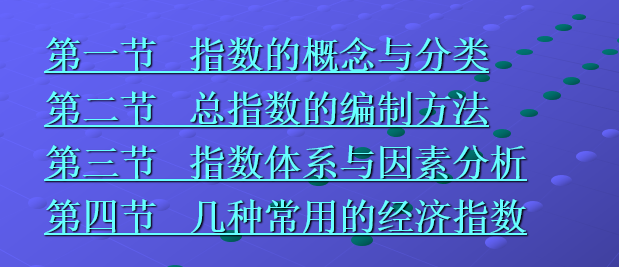 第一节 指数的概念与分类
第二节 总指数的编制方法
第三节 指数体系与因素分析
第四节 几种常用的经济指数